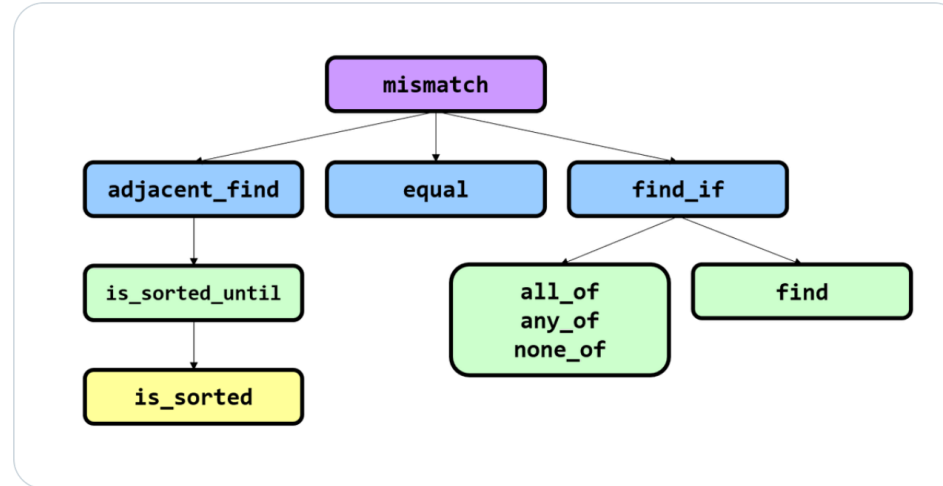 mismatch
adjacent_find
equal
find_if
is_sorted_until
all_of
any_of
none_of
find
is_sorted